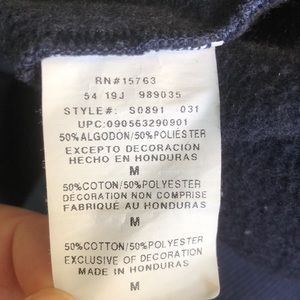 RN#15763
54 19J 989035
STYLE#: S0891 031
UPC:090563290901
50%ALGODON/50%POLIESTER
EXCEPTO DECORACIÓN
HECHO EN HONDURAS
M
50%COTON/50%POLYESTER
DÉCORATION NON COMPRISE
FABRIQUÉ AU HONDURAS
M
50%COTTON/50%POLYESTER
EXCLUSIVE OF DECORATION
MADE IN HONDURAS
M